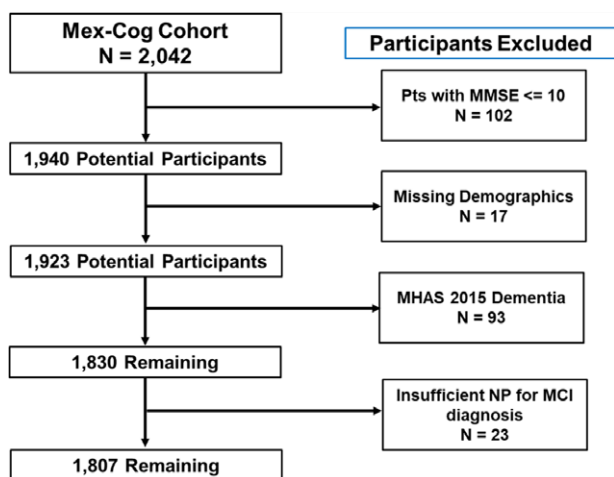 Mex-Cog Cohort
N = 2,042
Participants Excluded
Pts with MMSE <= 10
N = 102
1,940 Potential Participants
Missing Demographics
N = 17
1,923 Potential Participants
MHAS 2015 Dementia
N = 93
1,830 Remaining
Insufficient NP for MCI
diagnosis
N = 23
1,807 Remaining